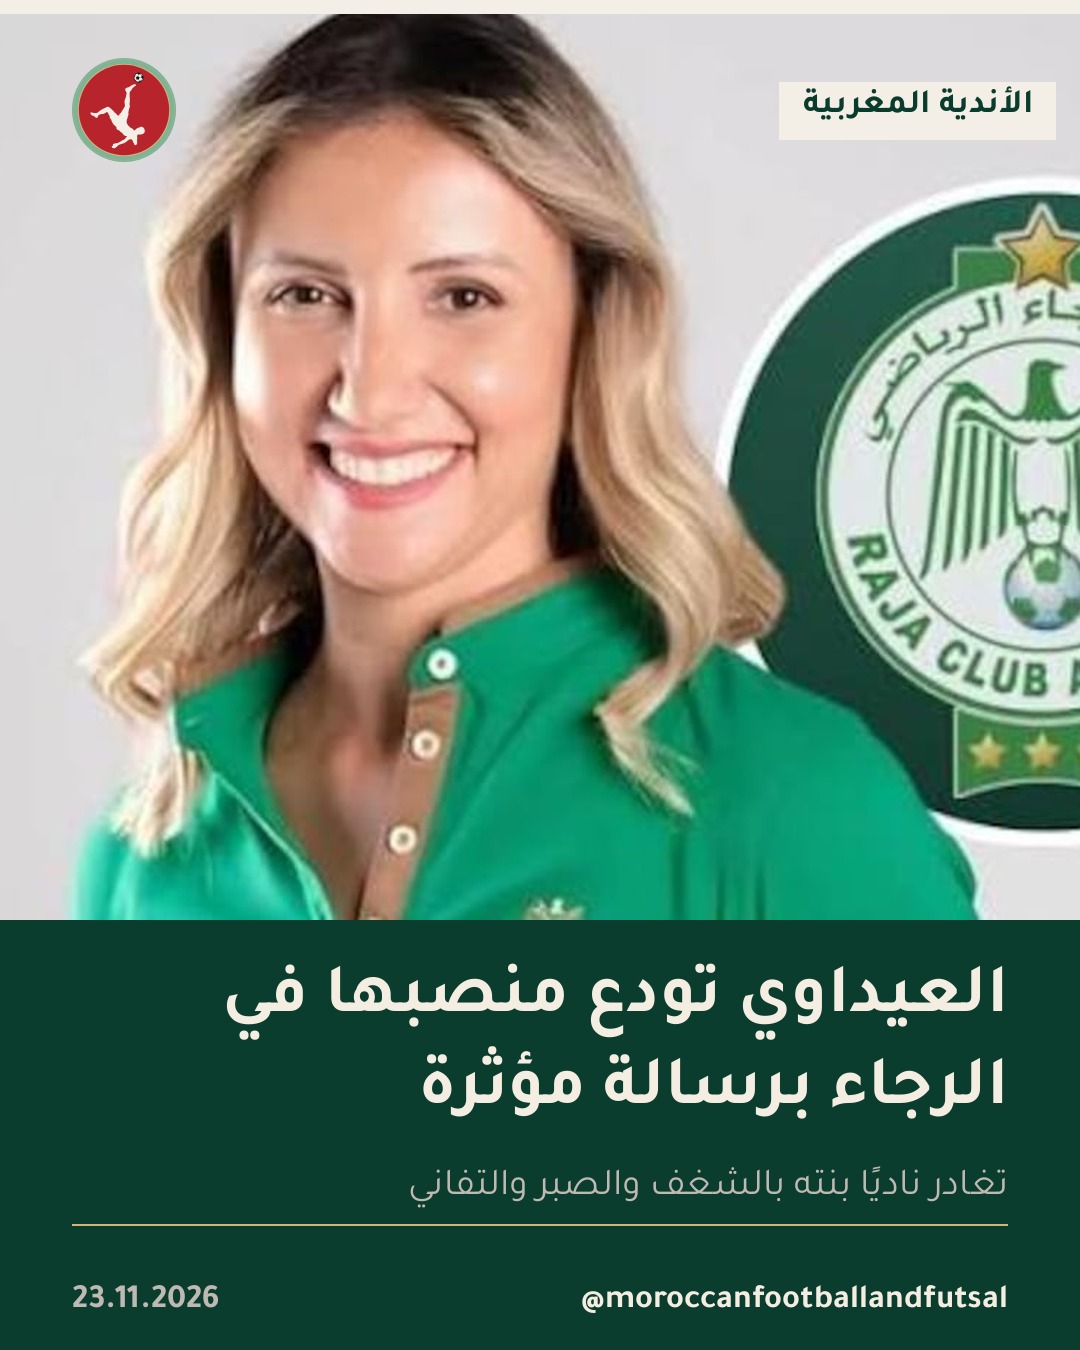 الأندية المغربية
جاء الرياضي
RAJA CLUB
العيداوي تودع منصبها في
الرجاء برسالة مؤثرة
تغادر ناديًا بنته بالشغف والصبر والتفاني
23.11.2026
@moroccanfootballandfutsal